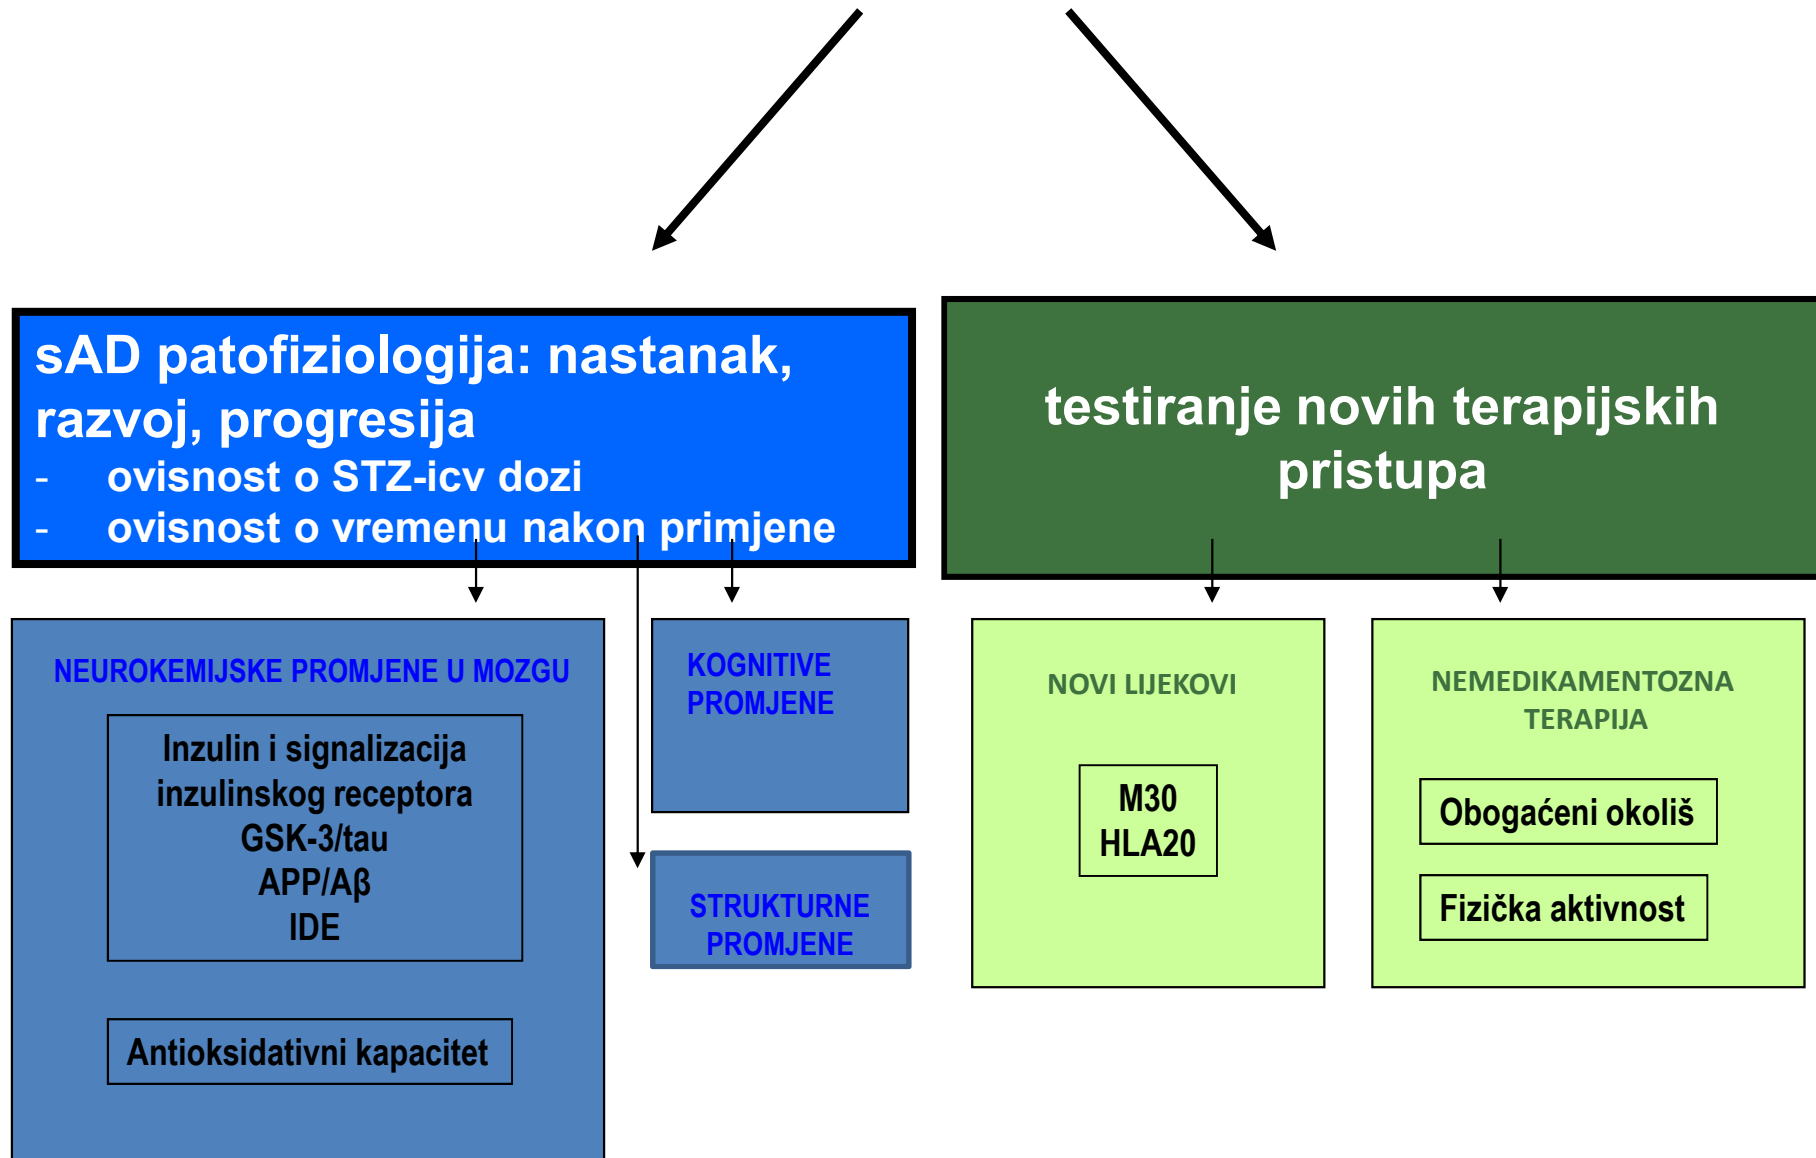 sAD patofiziologija: nastanak,
razvoj, progresija
- ovisnost o STZ-icv dozi
- ovisnost o vremenu nakon primjene
testiranje novih terapijskih
pristupa
NEUROKEMIJSKE PROMJENE U MOZGU
Inzulin i signalizacija
inzulinskog receptora
GSK-3/tau
APP/Aβ
IDE
Antioksidativni kapacitet
KOGNITIVE
PROMJENE
STRUKTURNE
PROMJENE
NOVI LIJEKOVI
M30
HLA20
NEMEDIKAMENTOZNA
TERAPIJA
Obogaćeni okoliš
Fizička aktivnost